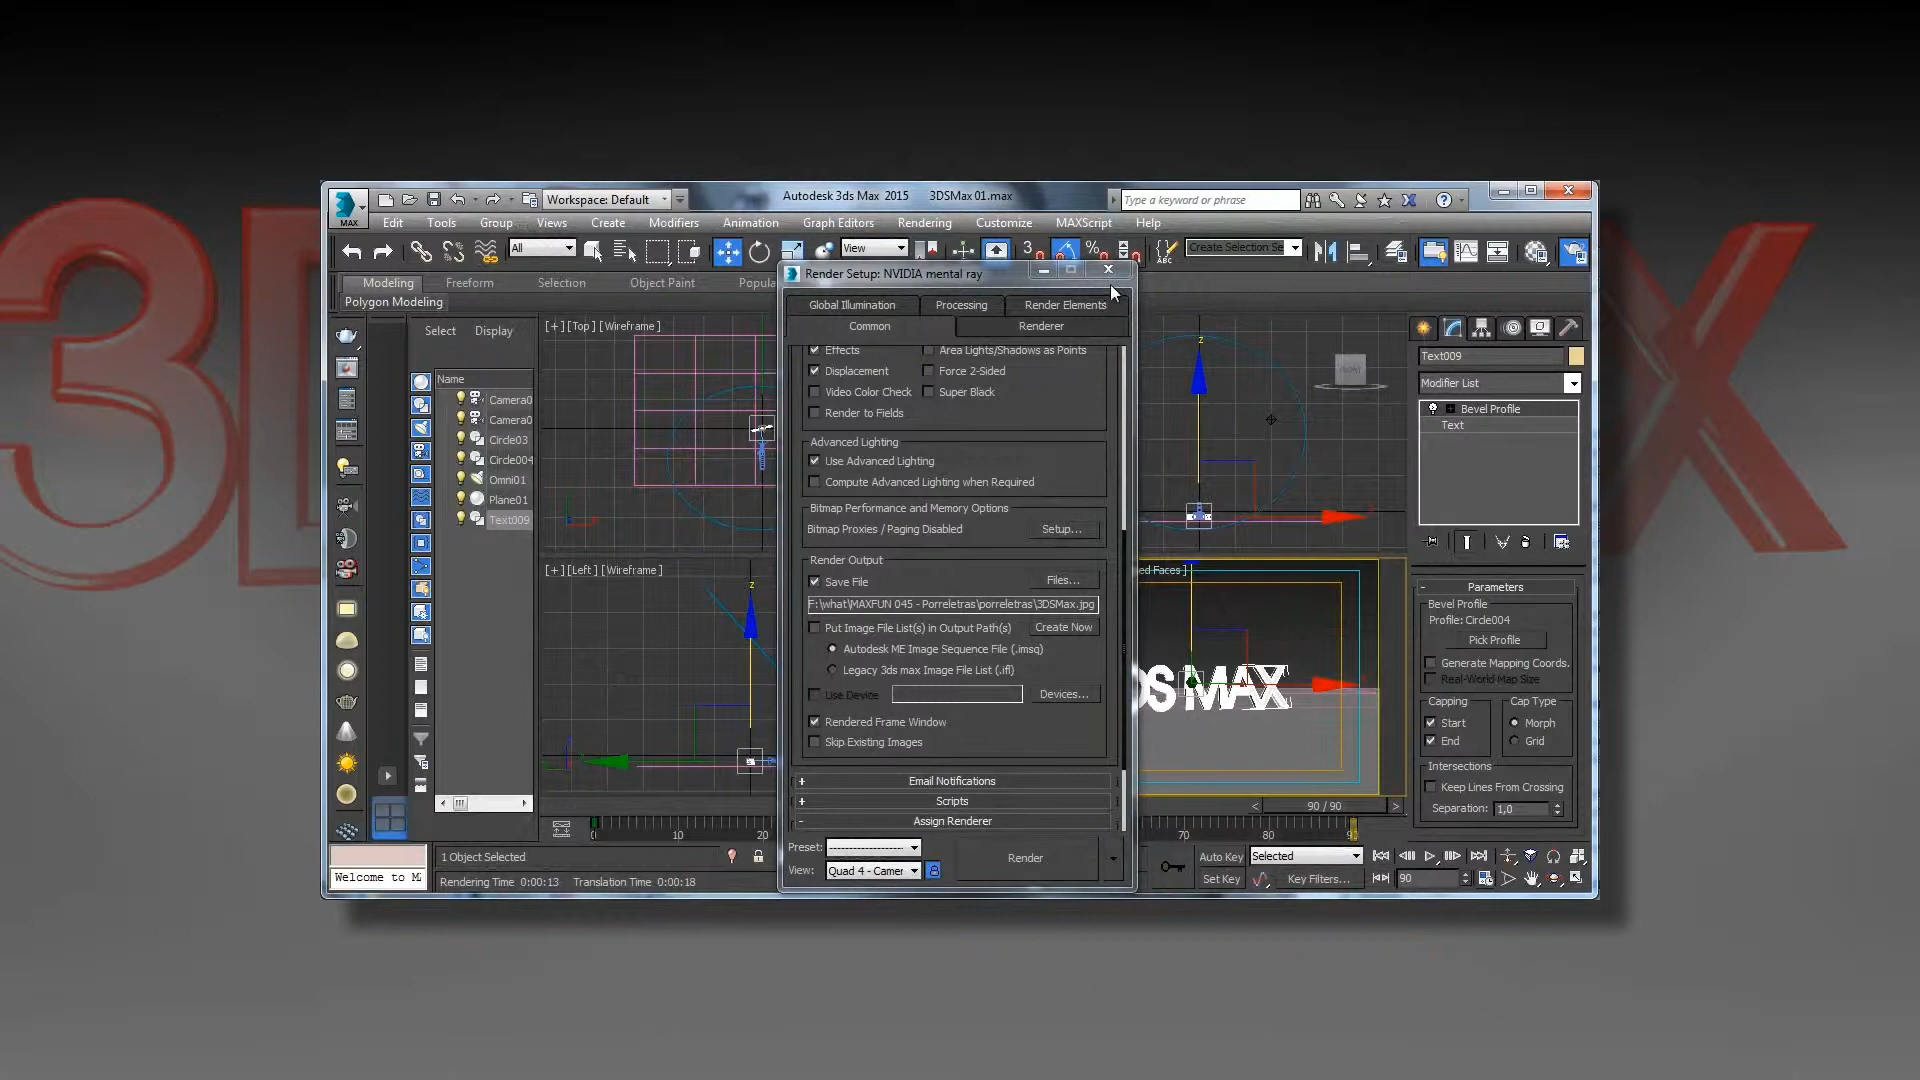 3D
X
Workspace: Default
Autodesk 3ds Max 2015 3DSMax 01.max
Type a keyword or phrase
MAX
Edit Tools Group Views Create Modifiers Animation Graph Editors Rendering Customize MAXScript Help
All
View
3
%
ABC
Create Selection Se
Render Setup: NVIDIA mental ray
Modeling Freeform Selection Object Paint Popula
Polygon Modeling
Global Illumination Processing Render Elements
Common Renderer
Select Display
[+] [Top] [Wireframe]
Name
Camera0
Camera0
Circle03
Circle004
Omni01
Plane01
Text009
[+] [Left] [Wireframe]
z
z
FRONT
Effects Area Lights/Shadows as Points
Displacement Force 2-Sided
Video Color Check Super Black
Render to Fields
Advanced Lighting
Use Advanced Lighting
Compute Advanced Lighting when Required
Bitmap Performance and Memory Options
Bitmap Proxies / Paging Disabled Setup...
Render Output
Save File Files...
F:\what\MAXFUN 045 - Porreletras\porreletras\3DSMax.jpg
Put Image File List(s) in Output Path(s) Create Now
Autodesk ME Image Sequence File (.imsq)
Legacy 3ds max Image File List (.ifl)
Use Device Devices...
Rendered Frame Window
Skip Existing Images
Email Notifications
Scripts
Assign Renderer
Preset: --------------------
View: Quad 4 - Camer
Render
ed Faces ]
DS MAX
Text009
Modifier List
Bevel Profile
Text
Parameters
Bevel Profile
Profile: Circle004
Pick Profile
Generate Mapping Coords.
Real-World Map Size
Capping Cap Type
Start Morph
End Grid
Intersections
Keep Lines From Crossing
Separation: 1,0
< 90 / 90 >
0 10 20 70 80 90
1 Object Selected
Welcome to Ma
Rendering Time 0:00:13 Translation Time 0:00:18
Auto Key Selected
Set Key Key Filters...
90